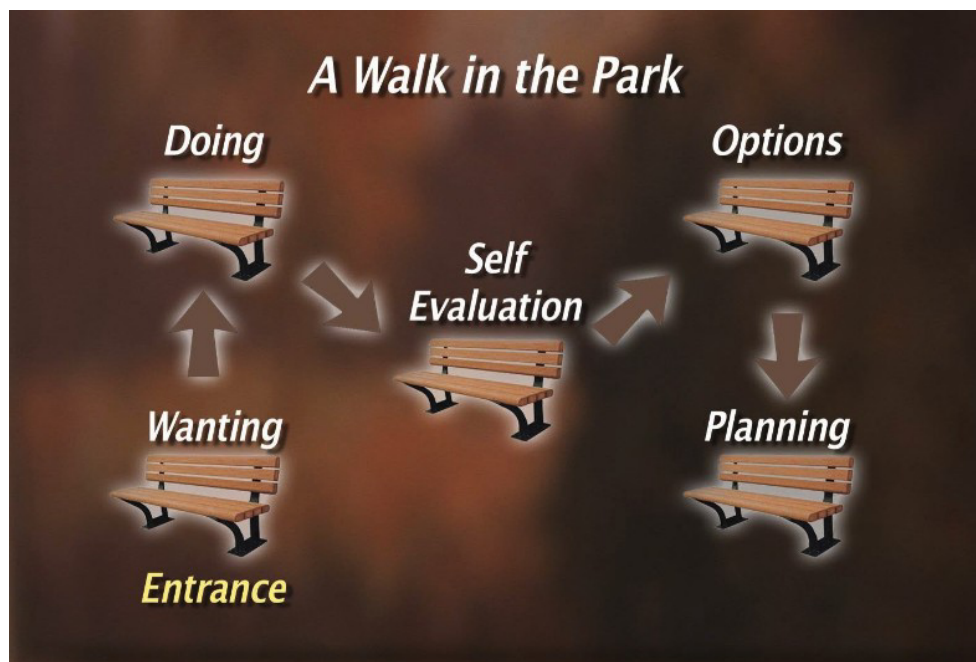 A Walk in the Park
Doing
Options
Self
Evaluation
Wanting
Planning
Entrance